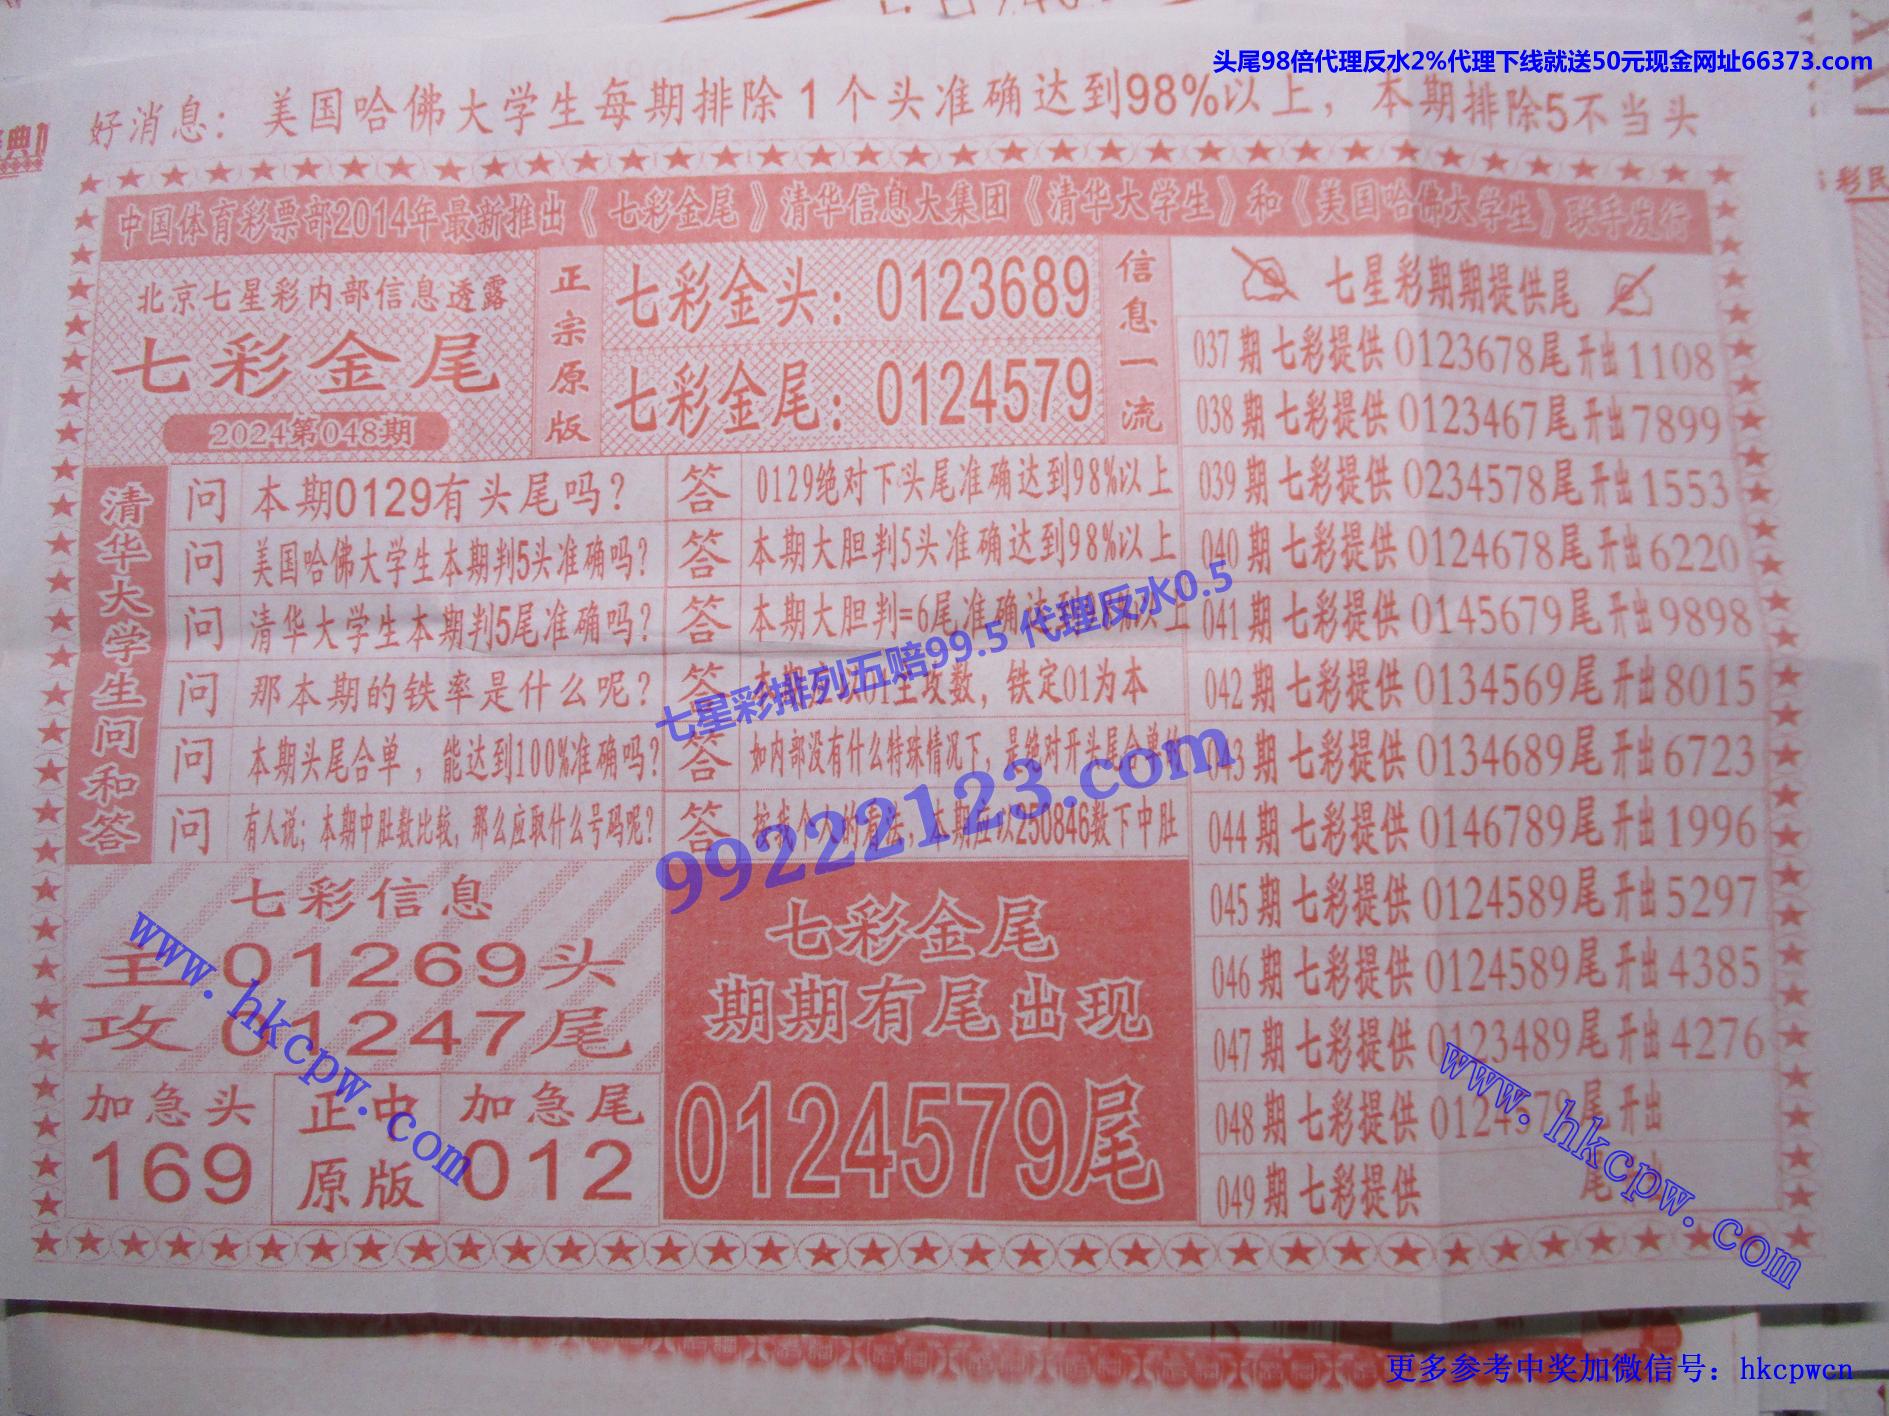 头尾98倍代理反水2%代理下线就送50元现金网址66373.com
好消息：美国哈佛大学生每期排除1个头准确达到98%以上，本期排除5不当头
中国体育彩票部2014年最新推出《七彩金尾》清华信息大集团《清华大学生》和《美国哈佛大学生》联手发行
北京七星彩内部信息透露
七彩金尾
2024第048期
正宗原版
七彩金头：0123689
七彩金尾：0124579
信息一流
七星彩期期提供尾
037期七彩提供0123678尾开出1108
038期七彩提供0123467尾开出7899
039期七彩提供0234578尾开出1553
040期七彩提供0124678尾开出6220
041期七彩提供0145679尾开出9898
042期七彩提供0134569尾开出8015
043期七彩提供0134689尾开出6723
044期七彩提供0146789尾开出1996
045期七彩提供0124589尾开出5297
046期七彩提供0124589尾开出4385
047期七彩提供0123489尾开出4276
048期七彩提供0124579尾开出
049期七彩提供 尾
清华大学生问和答
问 本期0129有头尾吗？ 答 0129绝对下头尾准确达到98%以上
问 美国哈佛大学生本期判5头准确吗？ 答 本期大胆判5头准确达到98%以上
问 清华大学生本期判5尾准确吗？ 答 本期大胆判=6尾准确达到 以上
问 那本期的铁率是什么呢？ 答 本期 01 攻数，铁定01为本
问 本期头尾合单，能达到100%准确吗？ 答 如内部没有什么特殊情况下，是绝对开头尾合单的
问 有人说；本期中肚数比较，那么应取什么号码呢？ 答 按我个人的看法，本期应以250846数下中肚
七星彩排列五赔99.5 代理反水0.5
99222123.com
七彩信息
主01269头
攻01247尾
加急头
169
正中原版
加急尾
012
七彩金尾
期期有尾出现
0124579尾
www.hkcpw.com
www.hkcpw.com
更多参考中奖加微信号：hkcpwcn